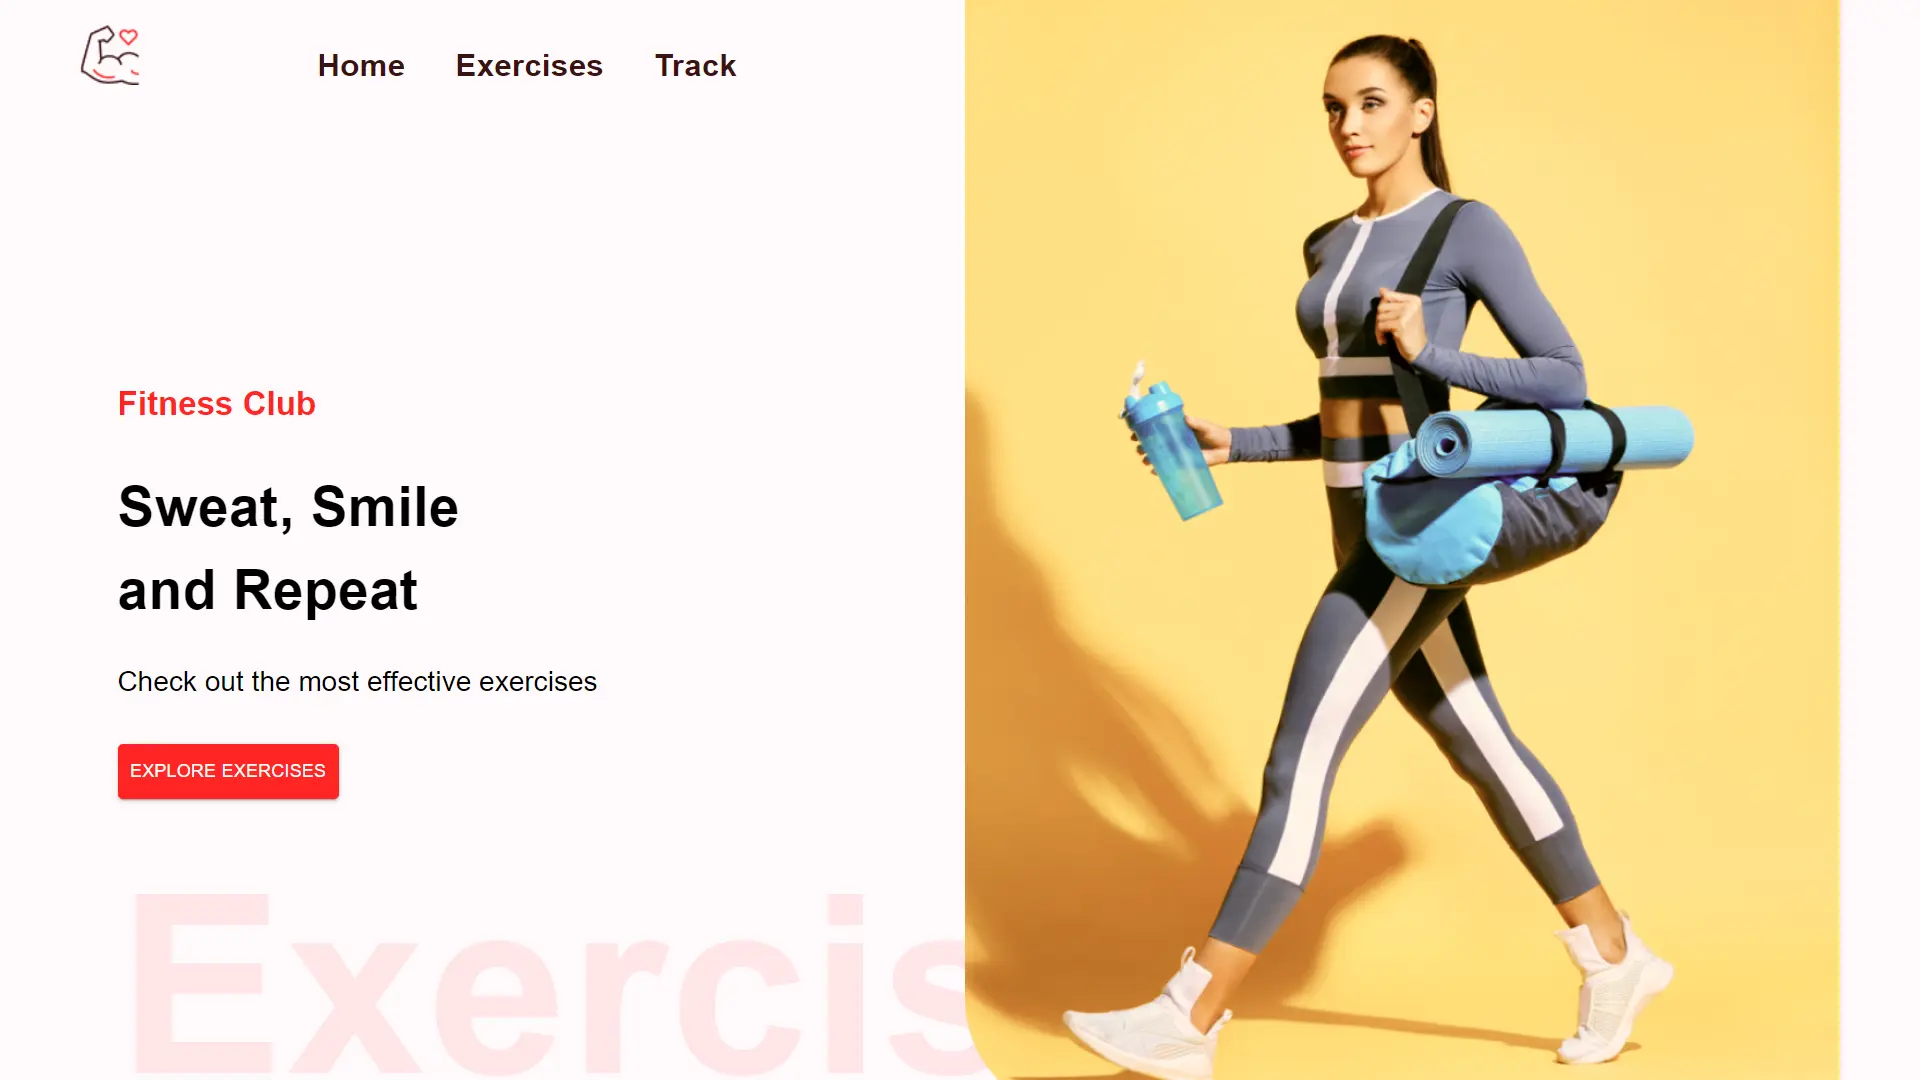 Home Exercises Track
Fitness Club
Sweat, Smile
and Repeat
Check out the most effective exercises
EXPLORE EXERCISES
Exercis